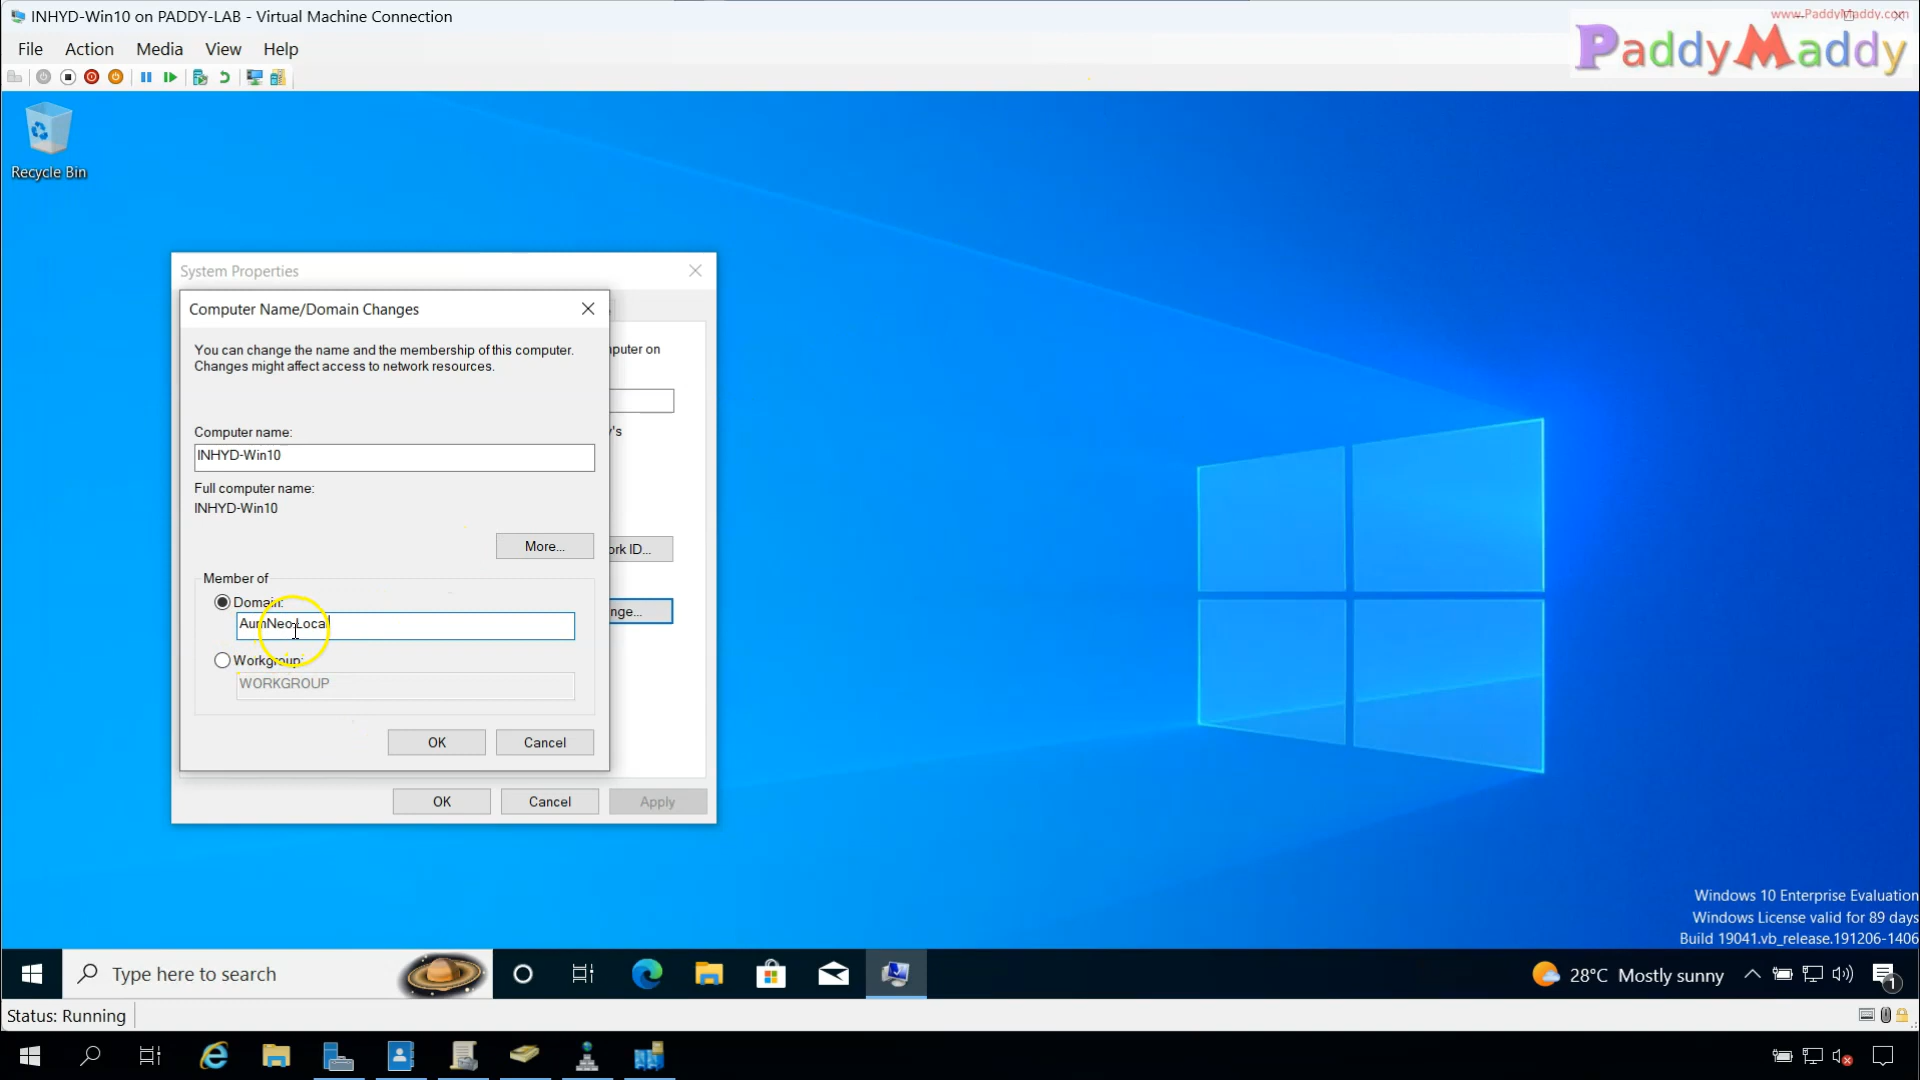 INHYD-Win10 on PADDY-LAB - Virtual Machine Connection
www.PaddyMaddy.com
File Action Media View Help
PaddyMaddy
Recycle Bin
System Properties
Computer Name/Domain Changes
You can change the name and the membership of this computer.
Changes might affect access to network resources.
puter on
Computer name:
's
INHYD-Win10
Full computer name:
INHYD-Win10
More...
ork ID...
Member of
Domain:
nge...
AumNeo.Local
Workgroup:
WORKGROUP
OK Cancel
OK Cancel Apply
Windows 10 Enterprise Evaluation
Windows License valid for 89 days
Build 19041.vb_release.191206-1406
Type here to search
28°C Mostly sunny
1
Status: Running